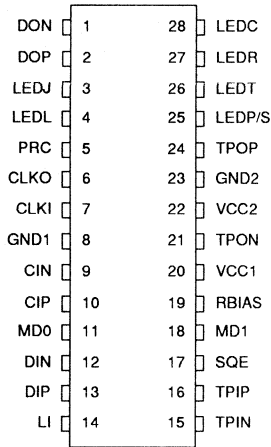 DON 1 28 LEDC
DOP 2 27 LEDR
LEDJ 3 26 LEDT
LEDL 4 25 LEDP/S
PRC 5 24 TPOP
CLKO 6 23 GND2
CLKI 7 22 VCC2
GND1 8 21 TPON
CIN 9 20 VCC1
CIP 10 19 RBIAS
MD0 11 18 MD1
DIN 12 17 SQE
DIP 13 16 TPIP
LI 14 15 TPIN